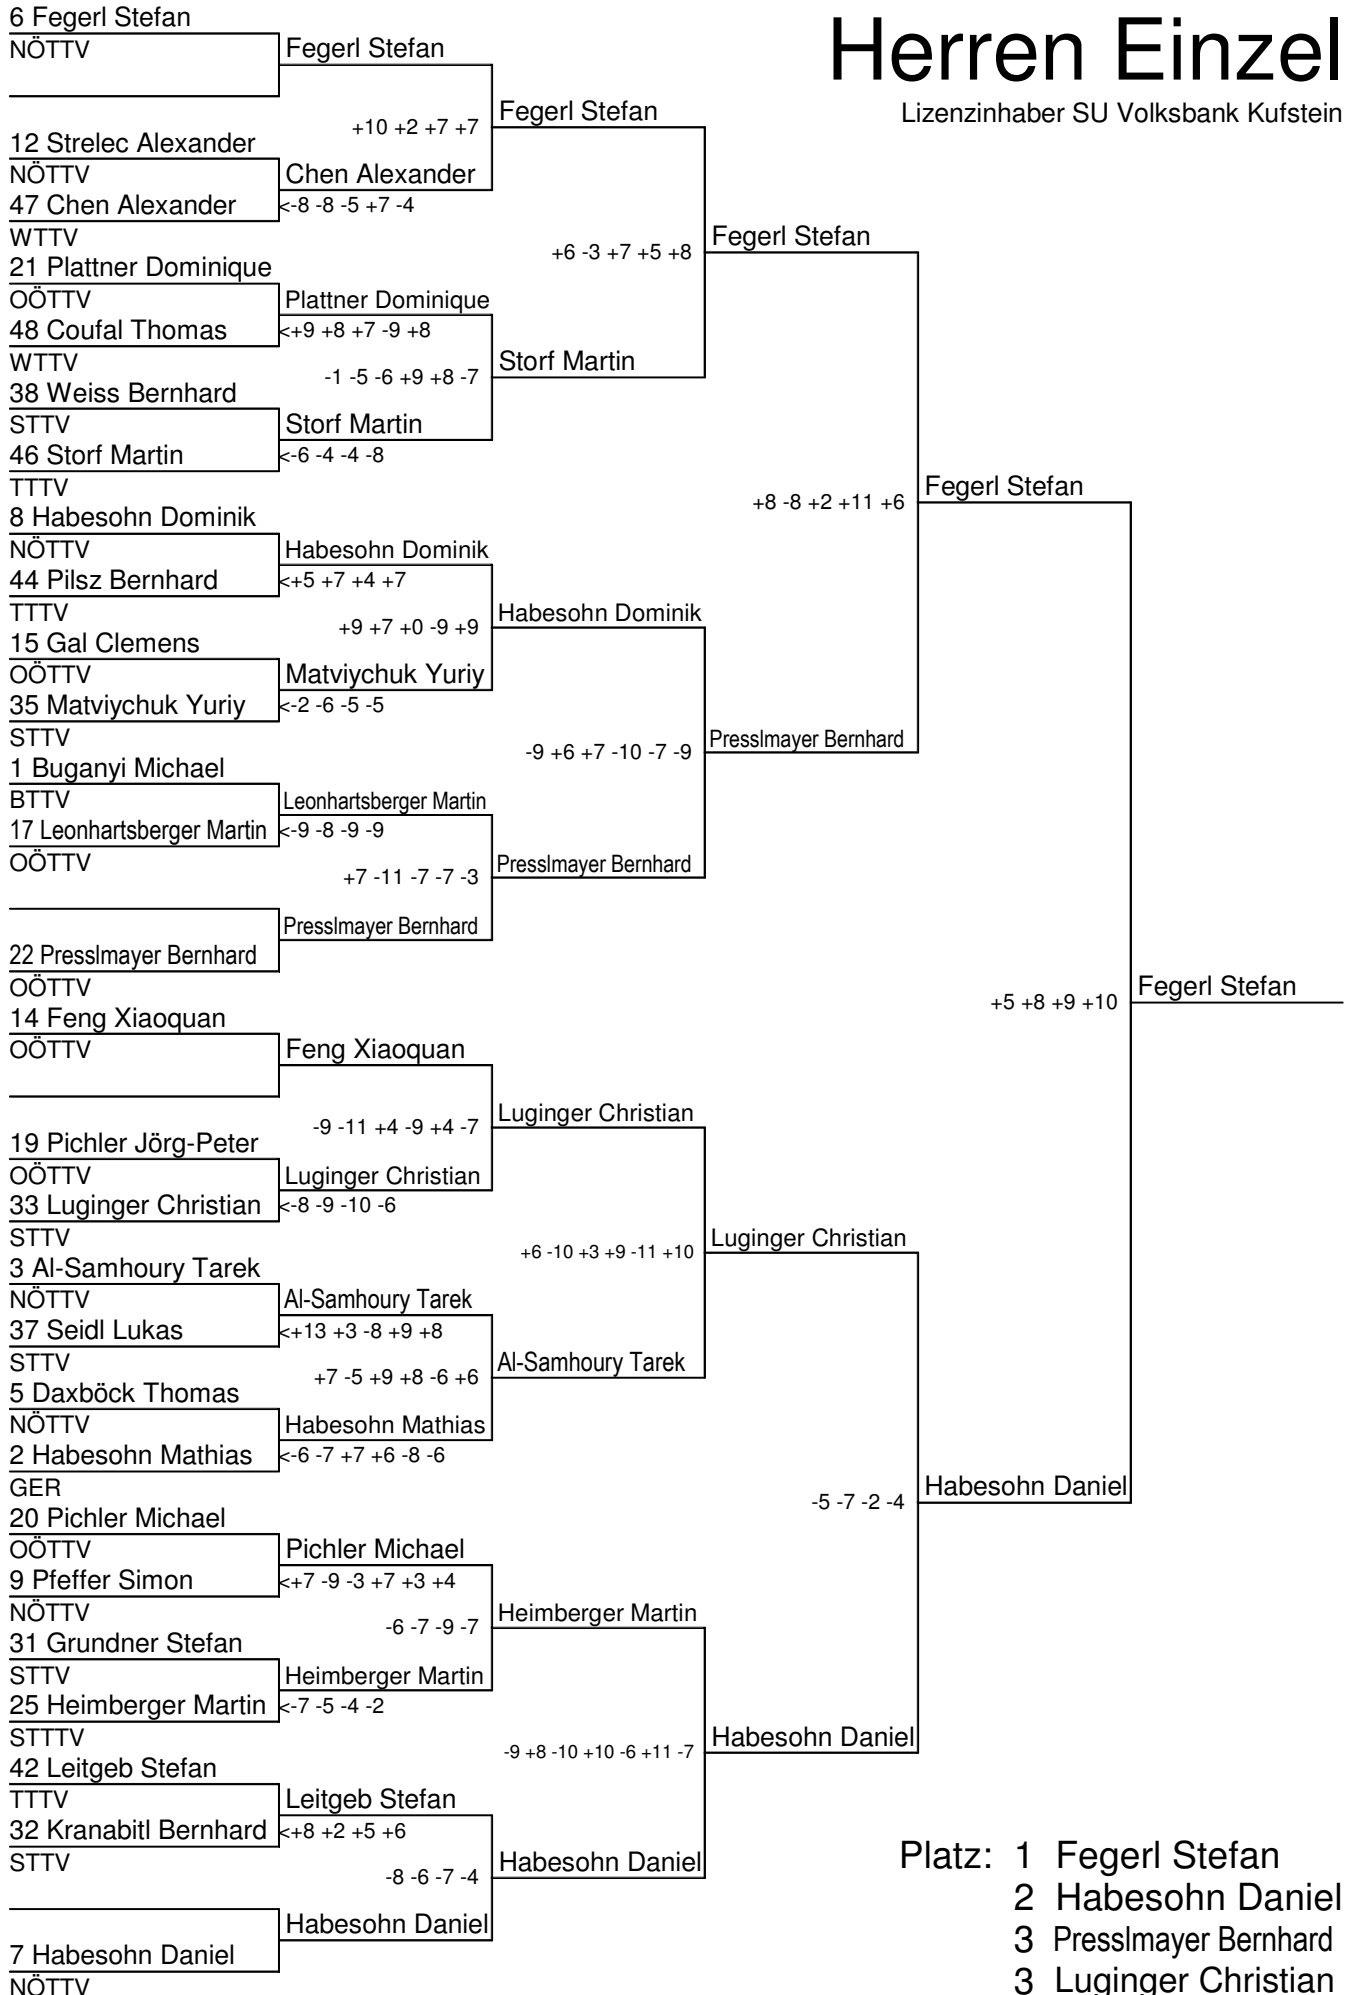 Herren Einzel
Lizenzinhaber SU Volksbank Kufstein
6 Fegerl Stefan
NÖTTV
Fegerl Stefan
+10 +2 +7 +7
Fegerl Stefan
12 Strelec Alexander
NÖTTV
Chen Alexander
47 Chen Alexander
<-8 -8 -5 +7 -4
WTTV
+6 -3 +7 +5 +8
Fegerl Stefan
21 Plattner Dominique
OÖTTV
Plattner Dominique
48 Coufal Thomas
<+9 +8 +7 -9 +8
WTTV
-1 -5 -6 +9 +8 -7
Storf Martin
38 Weiss Bernhard
STTV
Storf Martin
46 Storf Martin
<-6 -4 -4 -8
TTTV
+8 -8 +2 +11 +6
Fegerl Stefan
8 Habesohn Dominik
NÖTTV
Habesohn Dominik
44 Pilsz Bernhard
<+5 +7 +4 +7
TTTV
+9 +7 +0 -9 +9
Habesohn Dominik
15 Gal Clemens
OÖTTV
Matviychuk Yuriy
35 Matviychuk Yuriy
<-2 -6 -5 -5
STTV
-9 +6 +7 -10 -7 -9
Presslmayer Bernhard
1 Buganyi Michael
BTTV
Leonhartsberger Martin
17 Leonhartsberger Martin
<-9 -8 -9 -9
OÖTTV
+7 -11 -7 -7 -3
Presslmayer Bernhard
Presslmayer Bernhard
22 Presslmayer Bernhard
OÖTTV
+5 +8 +9 +10
Fegerl Stefan
14 Feng Xiaoquan
OÖTTV
Feng Xiaoquan
-9 -11 +4 -9 +4 -7
Luginger Christian
19 Pichler Jörg-Peter
OÖTTV
Luginger Christian
33 Luginger Christian
<-8 -9 -10 -6
STTV
+6 -10 +3 +9 -11 +10
Luginger Christian
3 Al-Samhoury Tarek
NÖTTV
Al-Samhoury Tarek
37 Seidl Lukas
<+13 +3 -8 +9 +8
STTV
+7 -5 +9 +8 -6 +6
Al-Samhoury Tarek
5 Daxböck Thomas
NÖTTV
Habesohn Mathias
2 Habesohn Mathias
<-6 -7 +7 +6 -8 -6
GER
-5 -7 -2 -4
Habesohn Daniel
20 Pichler Michael
OÖTTV
Pichler Michael
9 Pfeffer Simon
<+7 -9 -3 +7 +3 +4
NÖTTV
-6 -7 -9 -7
Heimberger Martin
31 Grundner Stefan
STTV
Heimberger Martin
25 Heimberger Martin
<-7 -5 -4 -2
STTTV
-9 +8 -10 +10 -6 +11 -7
Habesohn Daniel
42 Leitgeb Stefan
TTTV
Leitgeb Stefan
32 Kranabitl Bernhard
<+8 +2 +5 +6
STTV
-8 -6 -7 -4
Habesohn Daniel
Habesohn Daniel
7 Habesohn Daniel
NÖTTV
Platz: 1 Fegerl Stefan
2 Habesohn Daniel
3 Presslmayer Bernhard
3 Luginger Christian